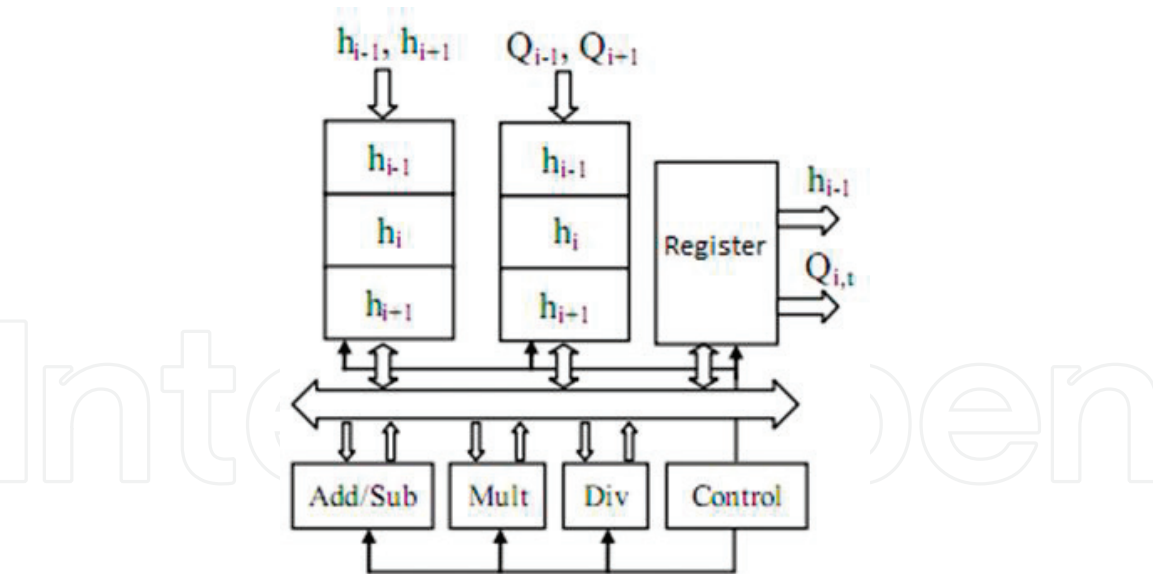 h_{i-1}, h_{i+1}
Q_{i-1}, Q_{i+1}
h_{i-1}
h_i
h_{i+1}
h_{i-1}
h_i
h_{i+1}
Register
h_{i-1}
Q_{i,t}
Add/Sub
Mult
Div
Control